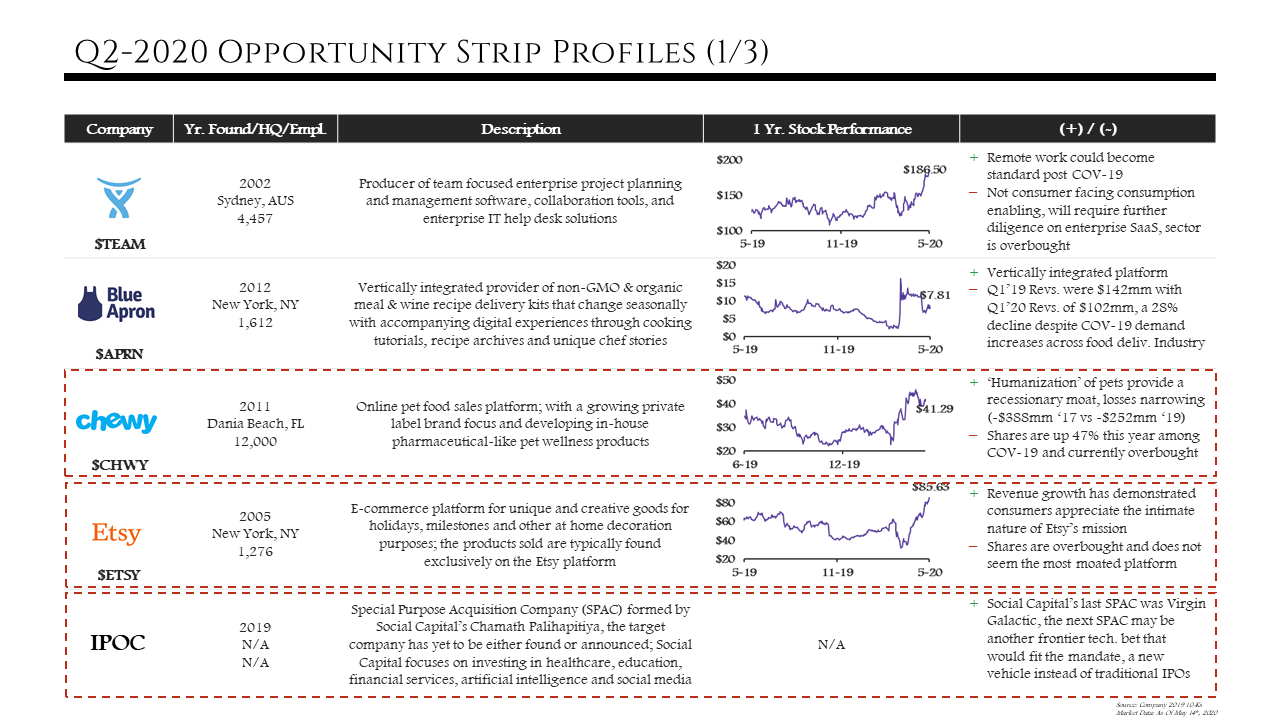 Q2-2020 Opportunity Strip Profiles (1/3)
Company Yr. Found/HQ/Empl. Description 1 Yr. Stock Performance (+) / (-)
$TEAM
2002
Sydney, AUS
4,457
Producer of team focused enterprise project planning
and management software, collaboration tools, and
enterprise IT help desk solutions
$200
$150
$100
$186.50
5-19 11-19 5-20
+ Remote work could become
standard post COV-19
– Not consumer facing consumption
enabling, will require further
diligence on enterprise SaaS, sector
is overbought
Blue
Apron
$APRN
2012
New York, NY
1,612
Vertically integrated provider of non-GMO & organic
meal & wine recipe delivery kits that change seasonally
with accompanying digital experiences through cooking
tutorials, recipe archives and unique chef stories
$20
$15
$10
$5
$0
$7.81
5-19 11-19 5-20
+ Vertically integrated platform
– Q1'19 Revs. were $142mm with
Q1'20 Revs. of $102mm, a 28%
decline despite COV-19 demand
increases across food deliv. Industry
chewy
$CHWY
2011
Dania Beach, FL
12,000
Online pet food sales platform; with a growing private
label brand focus and developing in-house
pharmaceutical-like pet wellness products
$50
$40
$30
$20
$41.29
6-19 12-19
+ 'Humanization' of pets provide a
recessionary moat, losses narrowing
(-$388mm '17 vs -$252mm '19)
– Shares are up 47% this year among
COV-19 and currently overbought
Etsy
$ETSY
2005
New York, NY
1,276
E-commerce platform for unique and creative goods for
holidays, milestones and other at home decoration
purposes; the products sold are typically found
exclusively on the Etsy platform
$80
$60
$40
$20
$85.63
5-19 11-19 5-20
+ Revenue growth has demonstrated
consumers appreciate the intimate
nature of Etsy's mission
– Shares are overbought and does not
seem the most moated platform
IPOC
2019
N/A
N/A
Special Purpose Acquisition Company (SPAC) formed by
Social Capital's Chamath Palihapitiya, the target
company has yet to be either found or announced; Social
Capital focuses on investing in healthcare, education,
financial services, artificial intelligence and social media
N/A
+ Social Capital's last SPAC was Virgin
Galactic, the next SPAC may be
another frontier tech. bet that
would fit the mandate, a new
vehicle instead of traditional IPOs
Source: Company 2019 10-Ks
Market Data: As Of May 14th, 2020